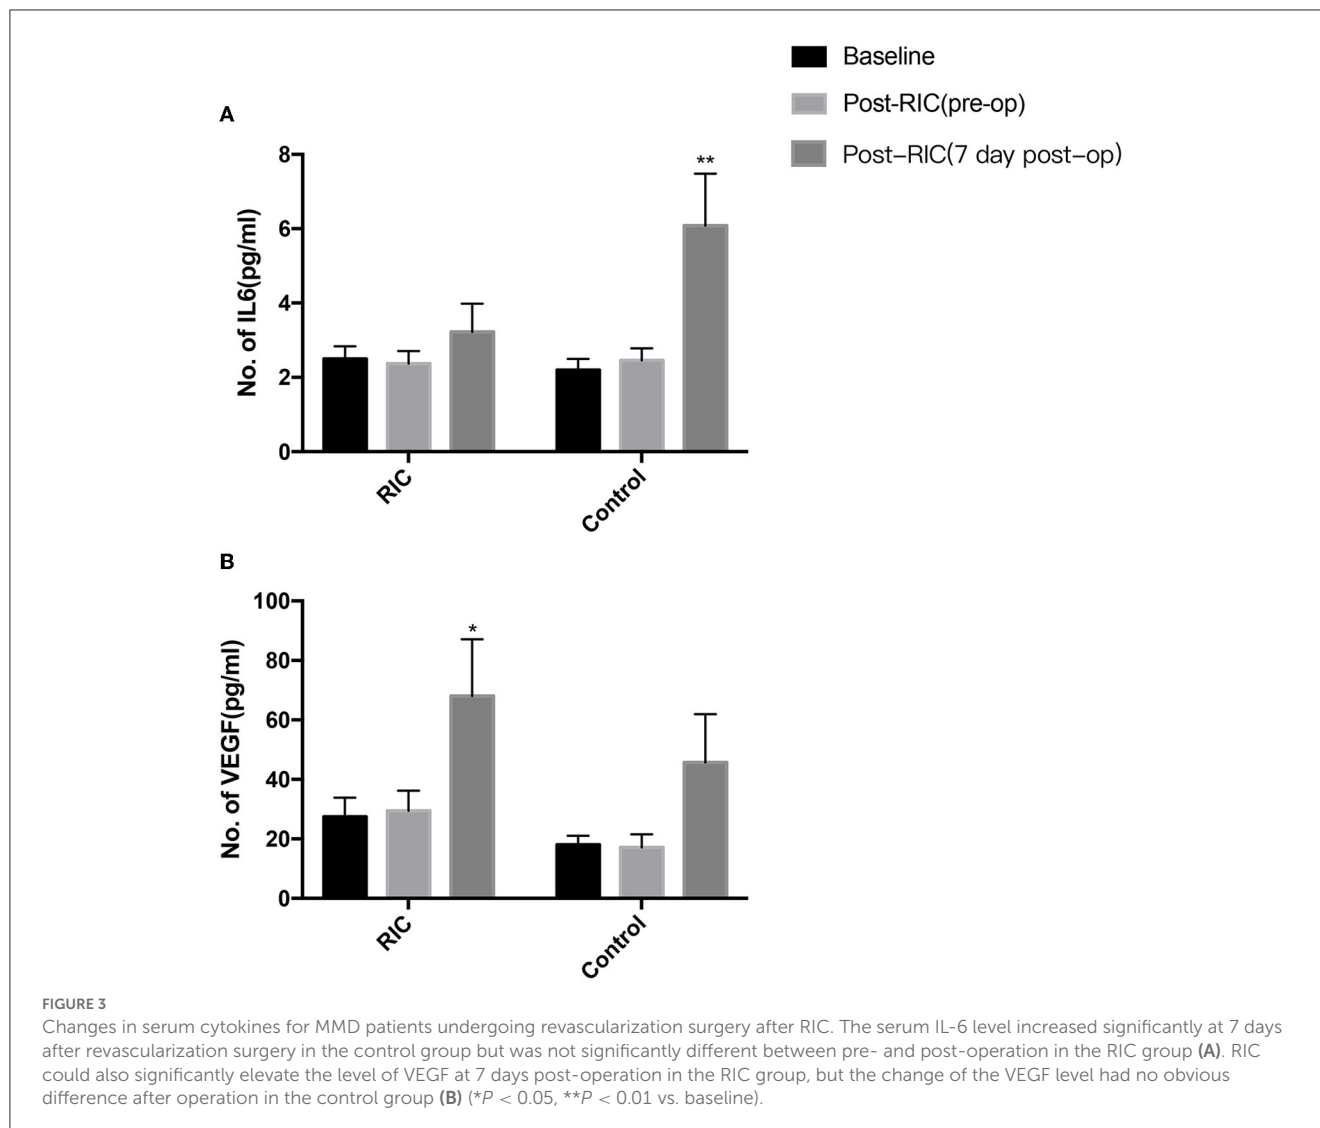 Baseline
Post-RIC(pre-op)
Post–RIC(7 day post–op)
A
No. of IL6(pg/ml)
8
6
4
2
0
**
RIC
Control
B
No. of VEGF(pg/ml)
100
80
60
40
20
0
*
RIC
Control
FIGURE 3
Changes in serum cytokines for MMD patients undergoing revascularization surgery after RIC. The serum IL-6 level increased significantly at 7 days
after revascularization surgery in the control group but was not significantly different between pre- and post-operation in the RIC group (A). RIC
could also significantly elevate the level of VEGF at 7 days post-operation in the RIC group, but the change of the VEGF level had no obvious
difference after operation in the control group (B) (*P < 0.05, **P < 0.01 vs. baseline).